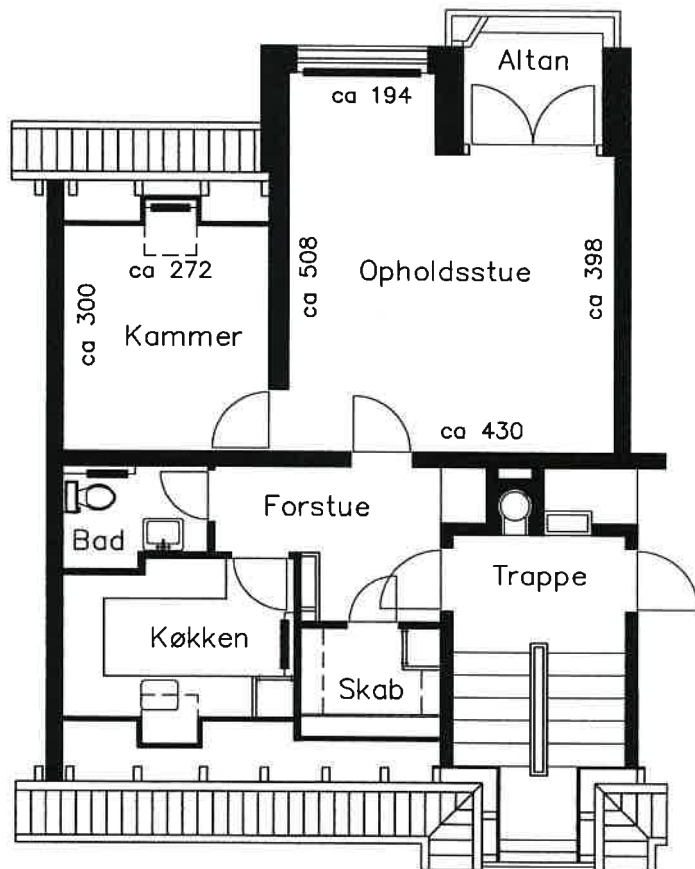 Altan
ca 194
ca 508
Opholdsstue
ca 398
ca 272
ca 300
Kammer
ca 430
Forstue
Bad
Trappe
Køkken
Skab